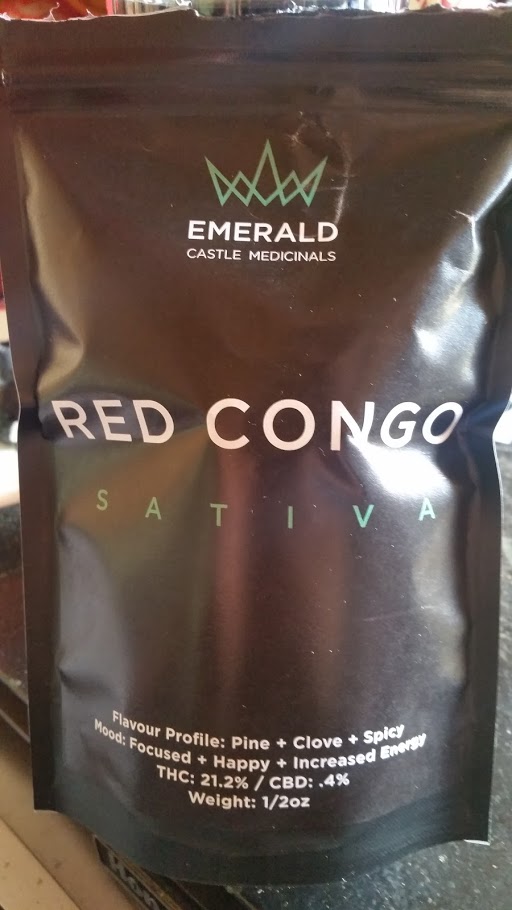 EMERALD
CASTLE MEDICINALS
RED CONGO
SATIVA
Flavour Profile: Pine + Clove + Spicy
Mood: Focused + Happy + Increased Energy
THC: 21.2% / CBD: .4%
Weight: 1/2oz